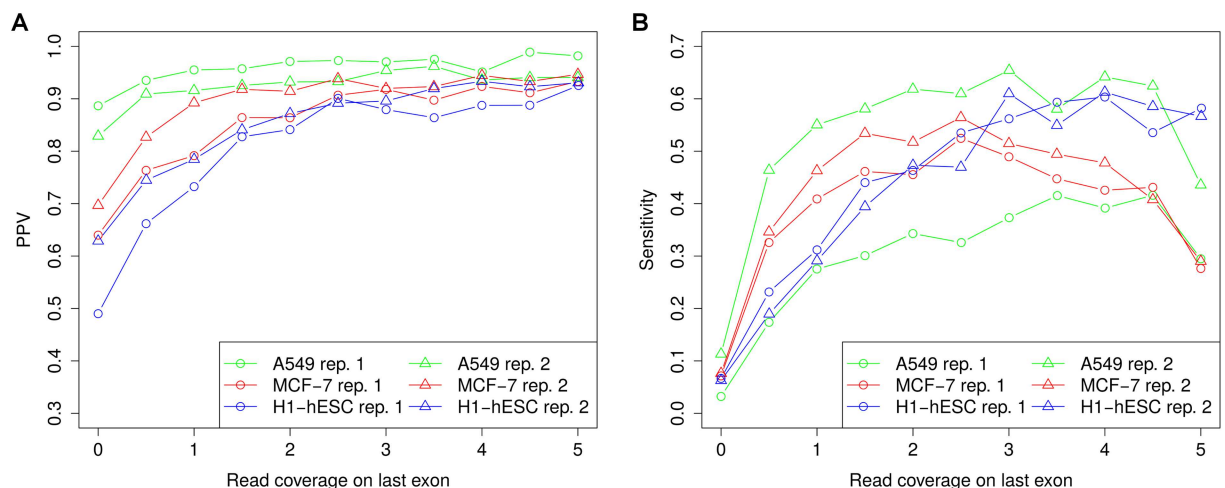 A
PPV
1.0
0.9
0.8
0.7
0.6
0.5
0.4
0.3
A549 rep. 1 A549 rep. 2
MCF−7 rep. 1 MCF−7 rep. 2
H1−hESC rep. 1 H1−hESC rep. 2
0 1 2 3 4 5
Read coverage on last exon
B
Sensitivity
0.7
0.6
0.5
0.4
0.3
0.2
0.1
0.0
A549 rep. 1 A549 rep. 2
MCF−7 rep. 1 MCF−7 rep. 2
H1−hESC rep. 1 H1−hESC rep. 2
0 1 2 3 4 5
Read coverage on last exon